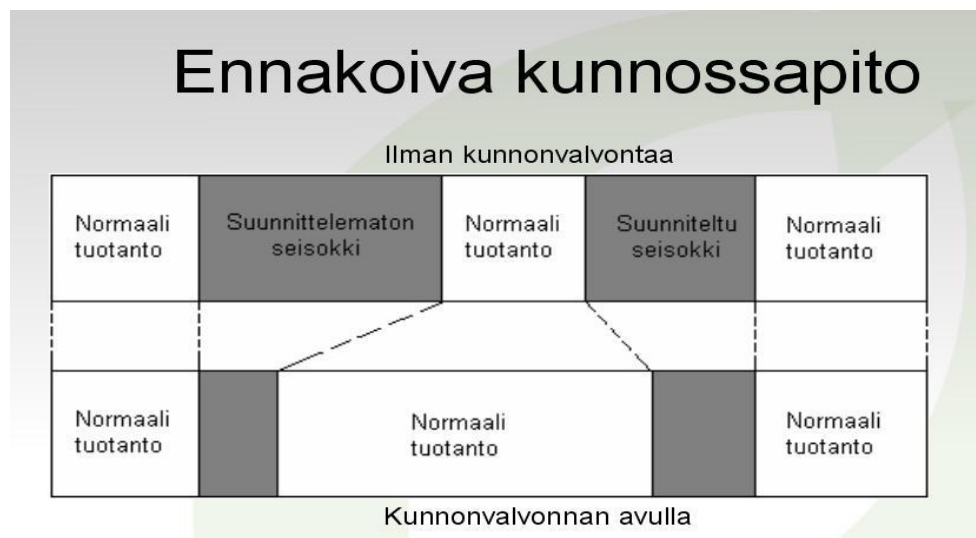 Ennakoiva kunnossapito
Ilman kunnonvalvontaa
Normaali
tuotanto
Suunnittelematon
seisokki
Normaali
tuotanto
Suunniteltu
seisokki
Normaali
tuotanto
Normaali
tuotanto
Normaali
tuotanto
Normaali
tuotanto
Kunnonvalvonnan avulla